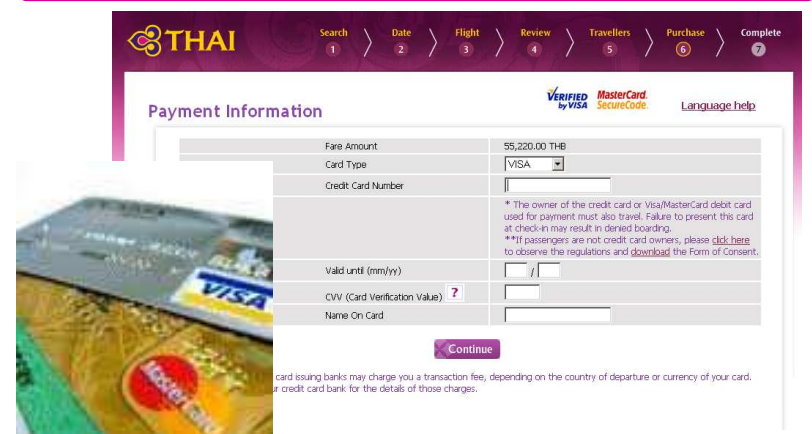 THAI
Search Date Flight Review Travellers Purchase Complete
1 2 3 4 5 6 7
Payment Information
VERIFIED by VISA
MasterCard. SecureCode.
Language help
Fare Amount 55,220.00 THB
Card Type VISA
Credit Card Number
* The owner of the credit card or Visa/MasterCard debit card
used for payment must also travel. Failure to present this card
at check-in may result in denied boarding.
**If passengers are not credit card owners, please click here
to observe the regulations and download the Form of Consent.
Valid until (mm/yy) /
CVV (Card Verification Value) ?
Name On Card
Continue
card issuing banks may charge you a transaction fee, depending on the country of departure or currency of your card.
credit card bank for the details of those charges.
VISA
MasterCard